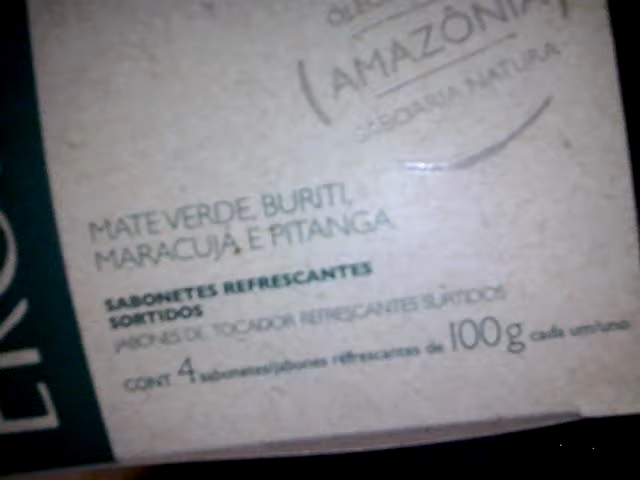 AMAZÔNIA
SABOARIA NATURA
MATE VERDE, BURITI,
MARACUJÁ, E PITANGA
SABONETES REFRESCANTES
SORTIDOS
JABONES DE TOCADOR REFRESCANTES SURTIDOS
CONT 4 sabonetes/jabones refrescantes de 100g cada um/uno